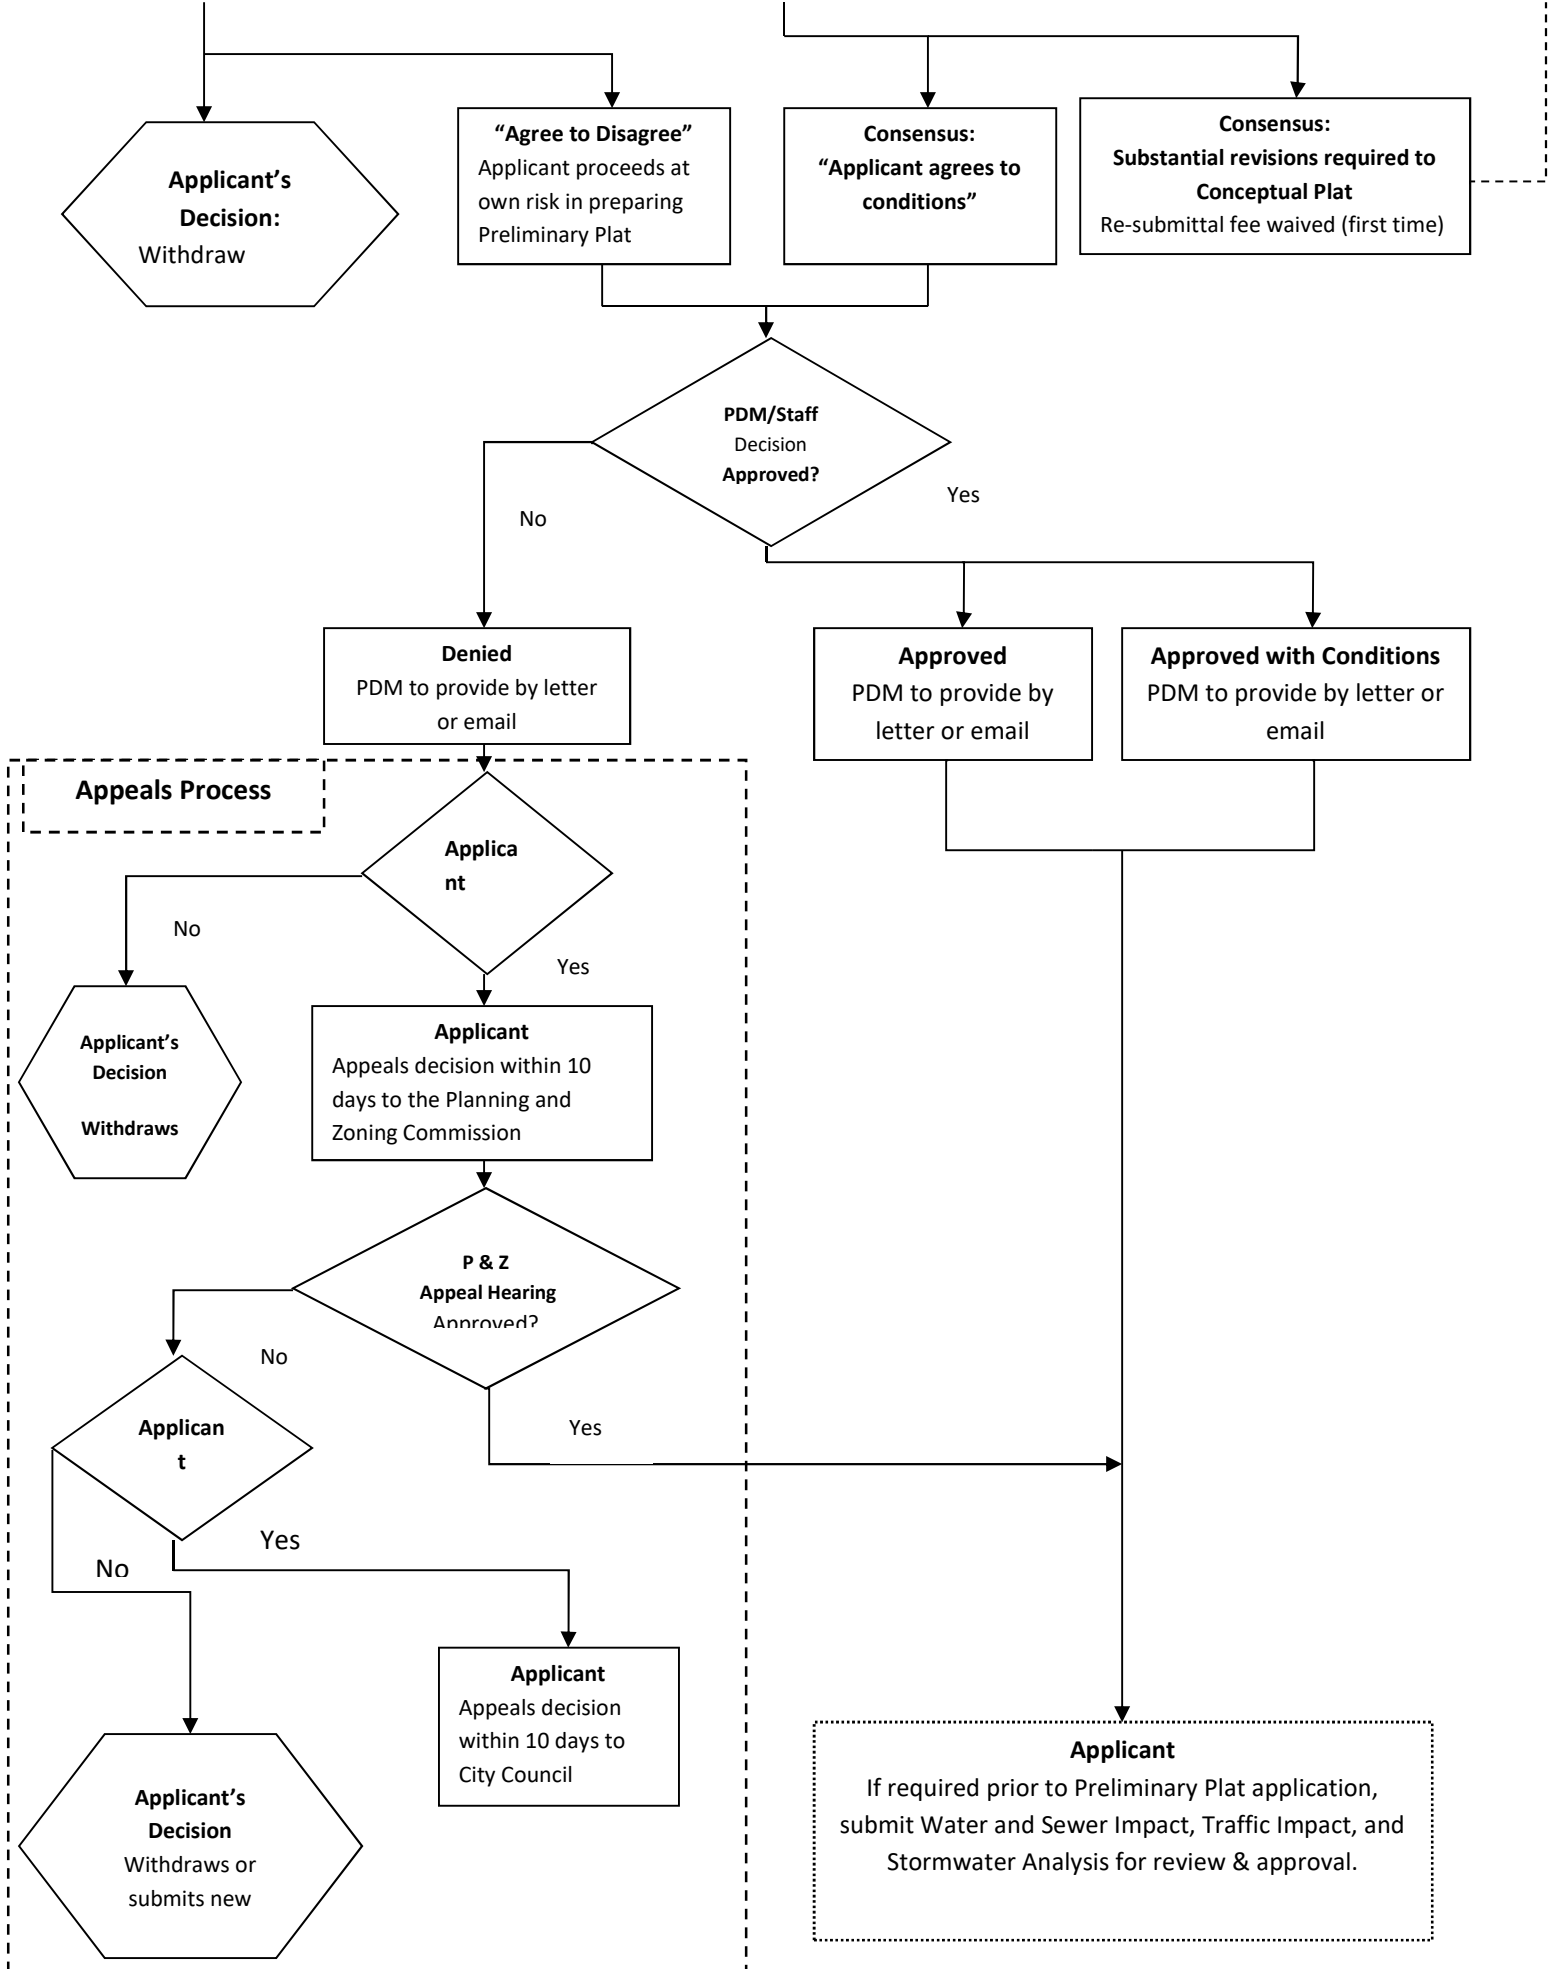 Applicant’s
Decision:
Withdraw
“Agree to Disagree”
Applicant proceeds at
own risk in preparing
Preliminary Plat
Consensus:
“Applicant agrees to
conditions”
Consensus:
Substantial revisions required to
Conceptual Plat
Re-submittal fee waived (first time)
PDM/Staff
Decision
Approved?
No
Yes
Denied
PDM to provide by letter
or email
Approved
PDM to provide by
letter or email
Approved with Conditions
PDM to provide by letter or
email
Appeals Process
Applica
nt
No
Yes
Applicant’s
Decision
Withdraws
Applicant
Appeals decision within 10
days to the Planning and
Zoning Commission
P & Z
Appeal Hearing
Approved?
No
Yes
Applican
t
Yes
No
Applicant
Appeals decision
within 10 days to
City Council
Applicant’s
Decision
Withdraws or
submits new
Applicant
If required prior to Preliminary Plat application,
submit Water and Sewer Impact, Traffic Impact, and
Stormwater Analysis for review & approval.